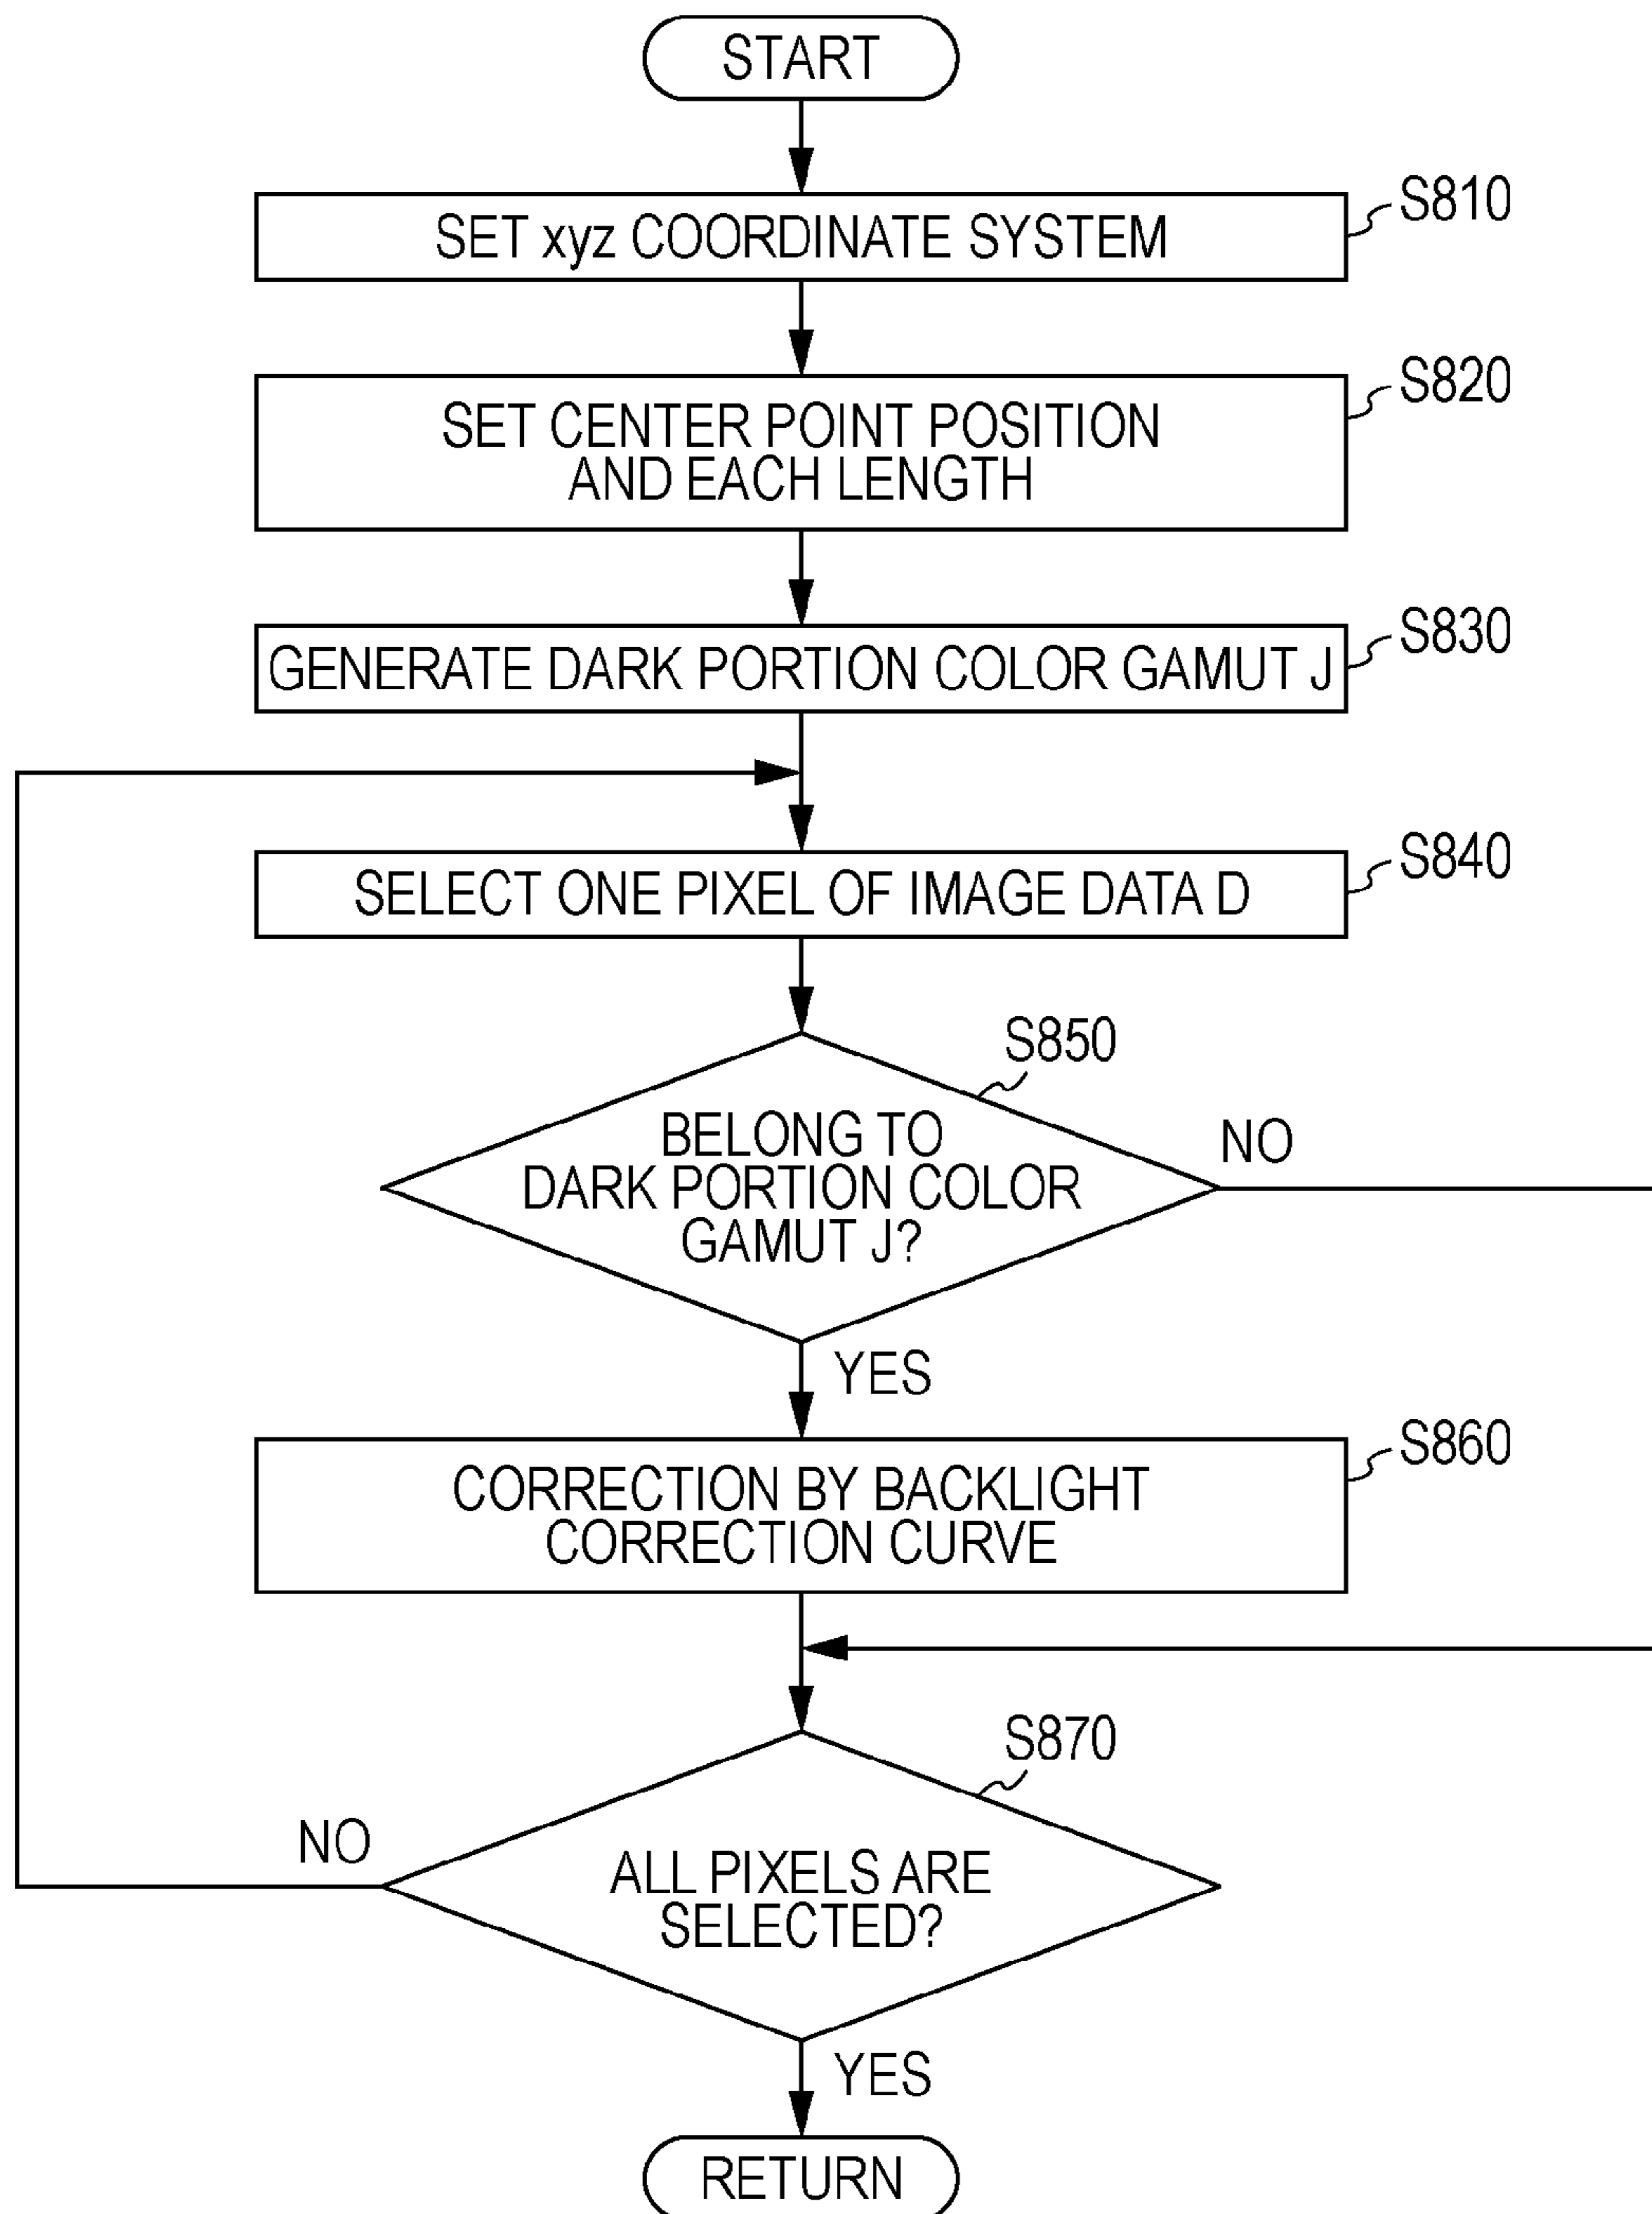 START
SET xyz COORDINATE SYSTEM
S810
SET CENTER POINT POSITION
AND EACH LENGTH
S820
GENERATE DARK PORTION COLOR GAMUT J
S830
SELECT ONE PIXEL OF IMAGE DATA D
S840
S850
BELONG TO
DARK PORTION COLOR
GAMUT J?
NO
YES
CORRECTION BY BACKLIGHT
CORRECTION CURVE
S860
S870
NO
ALL PIXELS ARE
SELECTED?
YES
RETURN